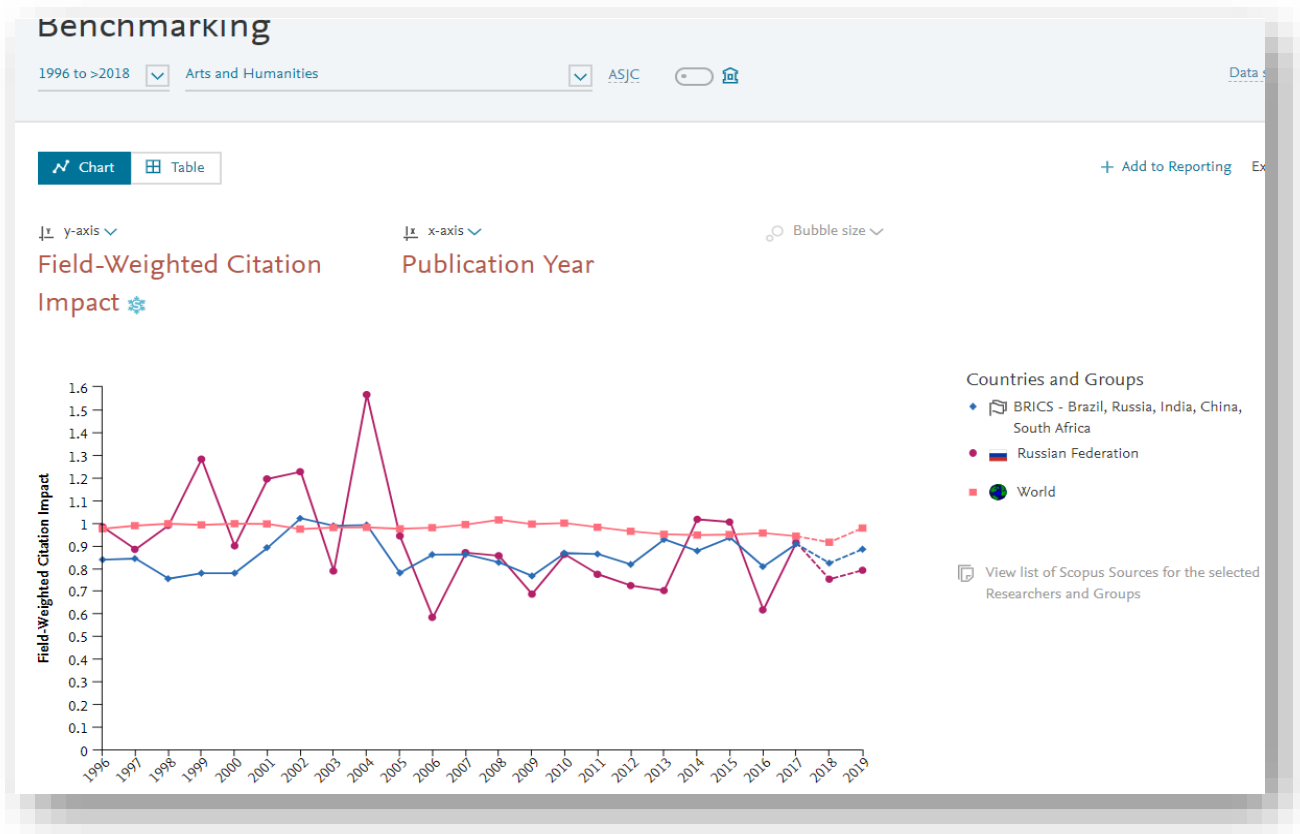 Benchmarking
1996 to >2018 Arts and Humanities ASJC Data
Chart Table + Add to Reporting
y-axis x-axis Bubble size
Field-Weighted Citation Publication Year
Impact
Countries and Groups
BRICS - Brazil, Russia, India, China,
South Africa
Russian Federation
World
View list of Scopus Sources for the selected
Researchers and Groups
Field-Weighted Citation Impact
1.6
1.5
1.4
1.3
1.2
1.1
1
0.9
0.8
0.7
0.6
0.5
0.4
0.3
0.2
0.1
0
1996 1997 1998 1999 2000 2001 2002 2003 2004 2005 2006 2007 2008 2009 2010 2011 2012 2013 2014 2015 2016 2017 2018 2019